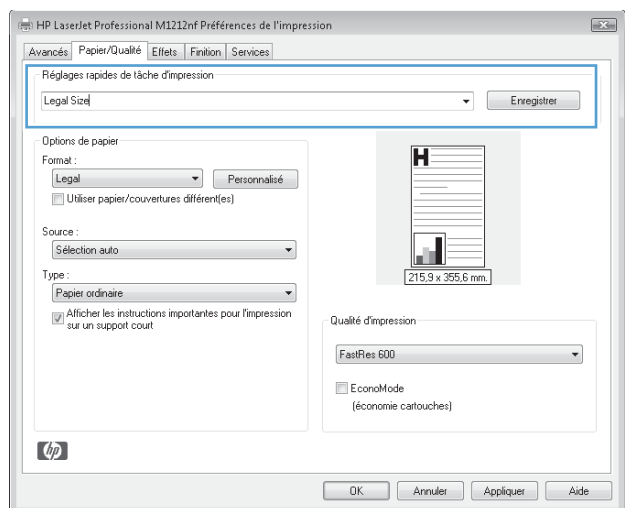 HP LaserJet Professional M1212nf Préférences de l'impression
Avancés Papier/Qualité Effets Finition Services
Réglages rapides de tâche d'impression
Legal Size
Enregistrer
Options de papier
Format :
Legal
Personnalisé
Utiliser papier/couvertures différent(es)
Source :
Sélection auto
Type :
Papier ordinaire
Afficher les instructions importantes pour l'impression
sur un support court
H
215,9 x 355,6 mm.
Qualité d'impression
FastRes 600
EconoMode
(économie cartouches)
hp
OK Annuler Appliquer Aide